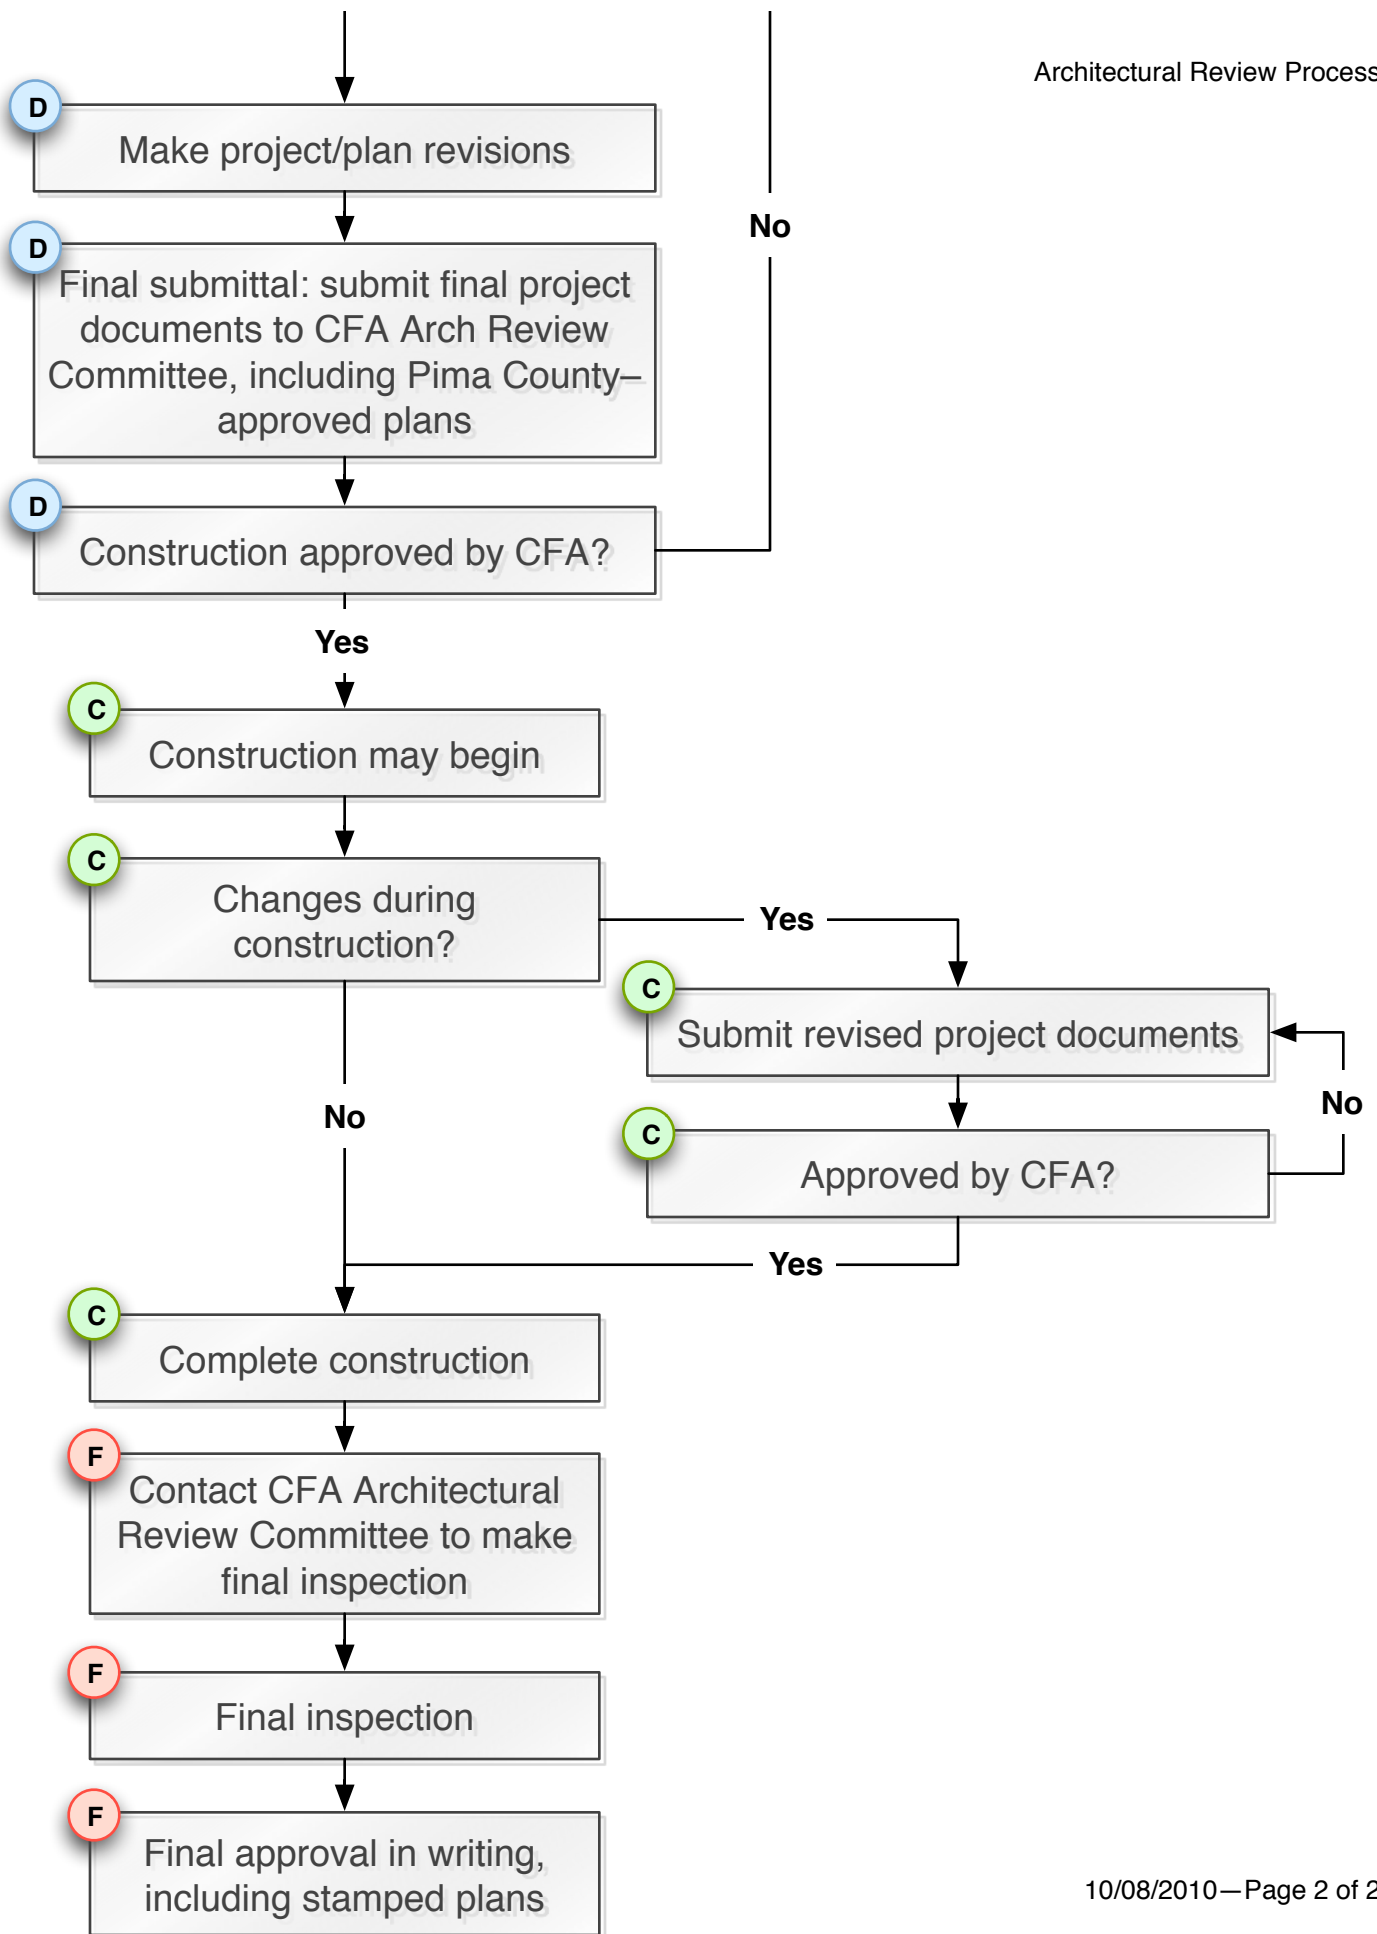 Architectural Review Process
D
Make project/plan revisions
No
D
Final submittal: submit final project
documents to CFA Arch Review
Committee, including Pima County–
approved plans
D
Construction approved by CFA?
Yes
C
Construction may begin
C
Changes during
construction?
Yes
C
Submit revised project documents
No
No
C
Approved by CFA?
Yes
C
Complete construction
F
Contact CFA Architectural
Review Committee to make
final inspection
F
Final inspection
F
Final approval in writing,
including stamped plans
10/08/2010—Page 2 of 2